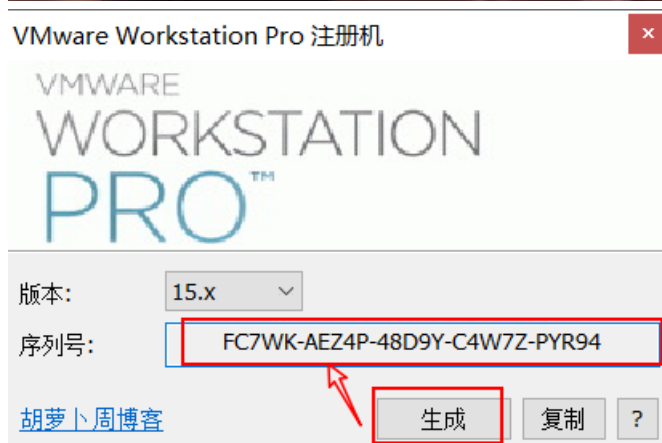 VMware Workstation Pro 注册机
×
VMWARE
WORKSTATION
PRO™
版本: 15.x
序列号: FC7WK-AEZ4P-48D9Y-C4W7Z-PYR94
胡萝卜周博客 生成 复制 ?